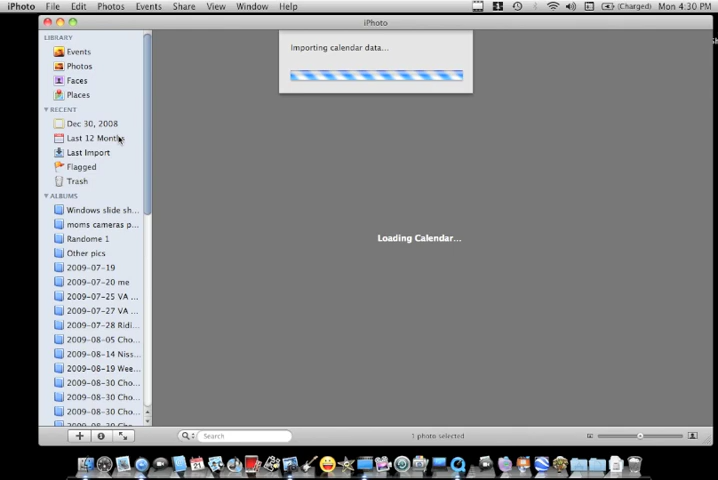 iPhoto File Edit Photos Events Share View Window Help
(Charged) Mon 4:30 PM
iPhoto
LIBRARY
Events
Photos
Faces
Places
RECENT
Dec 30, 2008
Last 12 Months
Last Import
Flagged
Trash
ALBUMS
Windows slide sh...
moms cameras p...
Randome 1
Other pics
2009-07-19
2009-07-20 me
2009-07-25 VA ...
2009-07-27 VA ...
2009-07-28 Ridi...
2009-08-05 Cho...
2009-08-14 Niss...
2009-08-19 Wee...
2009-08-30 Cho...
2009-08-30 Cho...
2009-08-30 Cho...
Importing calendar data...
Loading Calendar...
Search
1 photo selected